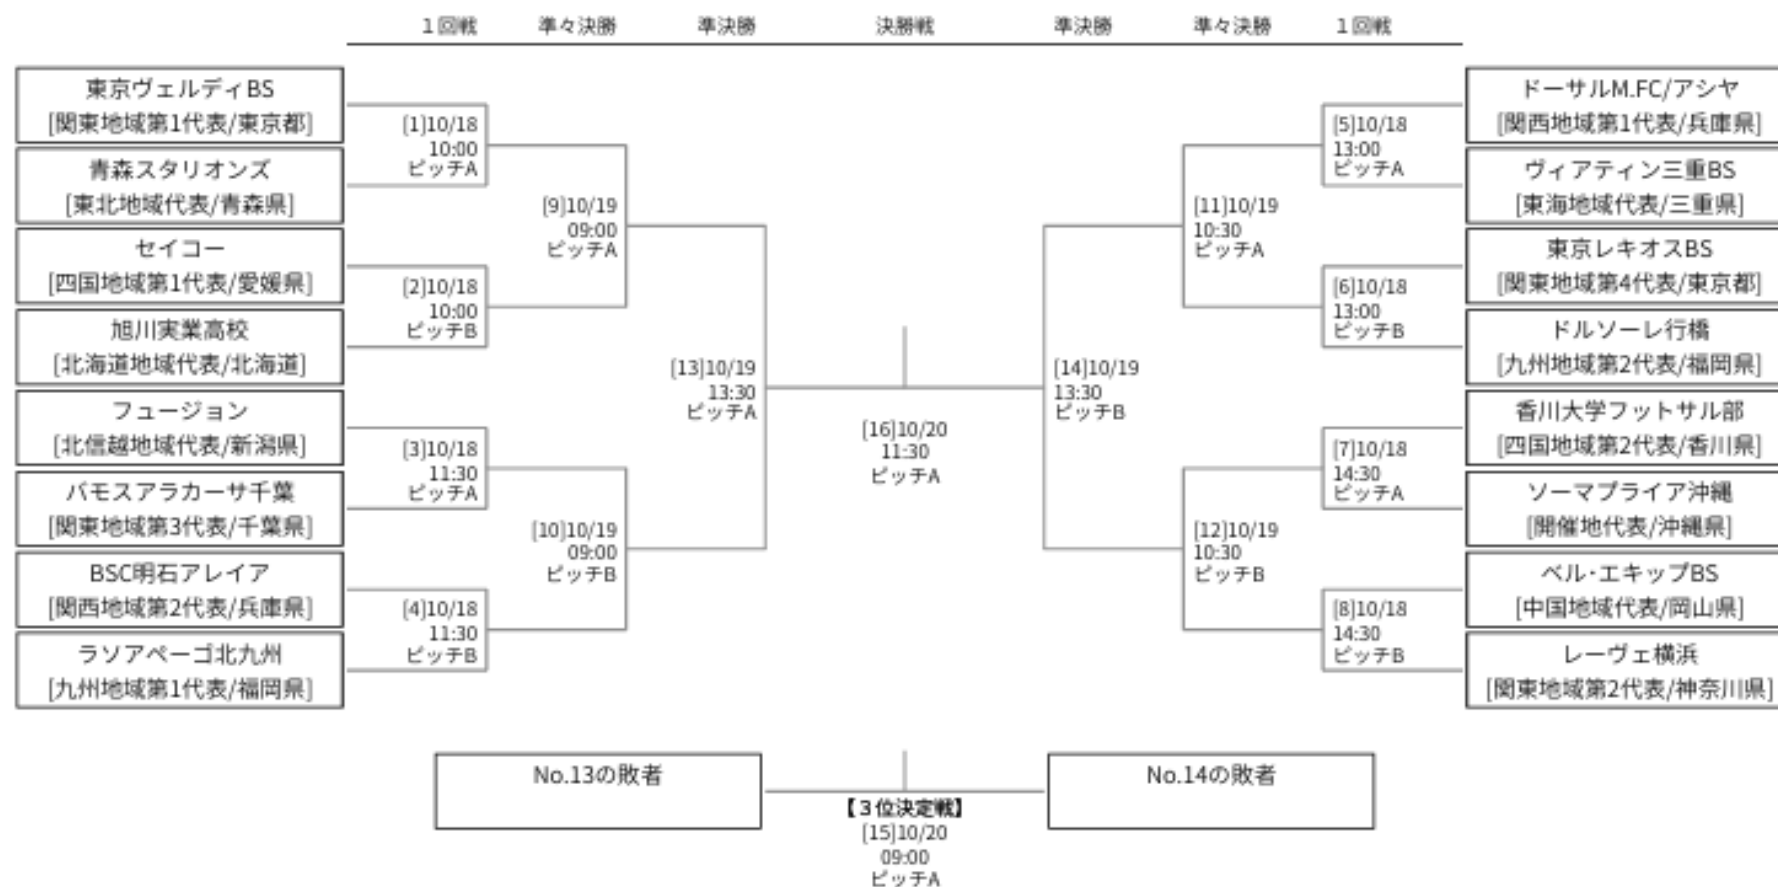 １回戦 準々決勝 準決勝 決勝戦 準決勝 準々決勝 １回戦
東京ヴェルディBS
[関東地域第1代表/東京都]
青森スタリオンズ
[東北地域代表/青森県]
セイコー
[四国地域第1代表/愛媛県]
旭川実業高校
[北海道地域代表/北海道]
フュージョン
[北信越地域代表/新潟県]
バモスアラカーサ千葉
[関東地域第3代表/千葉県]
BSC明石アレイア
[関西地域第2代表/兵庫県]
ラソアペーゴ北九州
[九州地域第1代表/福岡県]
[1]10/18
10:00
ピッチA
[2]10/18
10:00
ピッチB
[3]10/18
11:30
ピッチA
[4]10/18
11:30
ピッチB
[9]10/19
09:00
ピッチA
[10]10/19
09:00
ピッチB
[13]10/19
13:30
ピッチA
[16]10/20
11:30
ピッチA
[14]10/19
13:30
ピッチB
[11]10/19
10:30
ピッチA
[12]10/19
10:30
ピッチB
[5]10/18
13:00
ピッチA
[6]10/18
13:00
ピッチB
[7]10/18
14:30
ピッチA
[8]10/18
14:30
ピッチB
ドーサルM.FC/アシヤ
[関西地域第1代表/兵庫県]
ヴィアティン三重BS
[東海地域代表/三重県]
東京レキオスBS
[関東地域第4代表/東京都]
ドルソーレ行橋
[九州地域第2代表/福岡県]
香川大学フットサル部
[四国地域第2代表/香川県]
ソーマプライア沖縄
[開催地代表/沖縄県]
ベル･エキップBS
[中国地域代表/岡山県]
レーヴェ横浜
[関東地域第2代表/神奈川県]
No.13の敗者
No.14の敗者
【３位決定戦】
[15]10/20
09:00
ピッチA